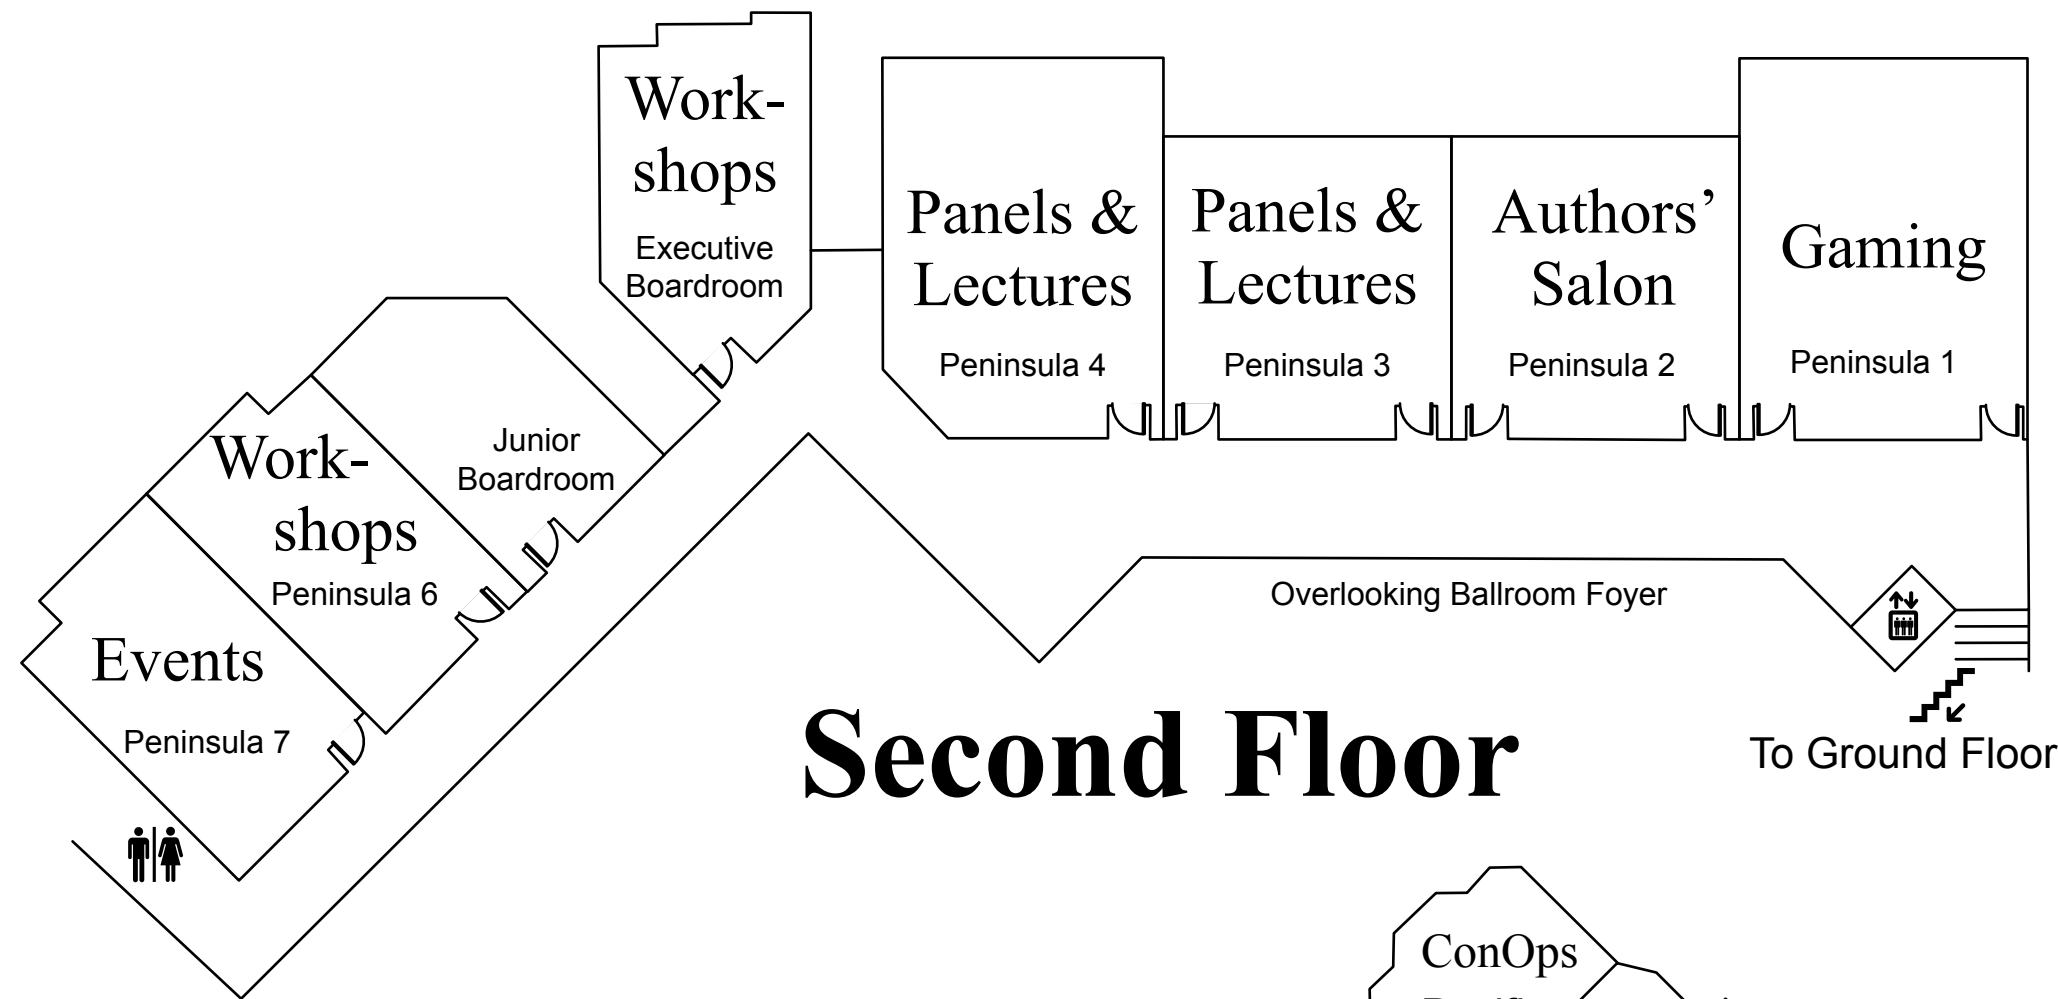 Work-
shops
Executive
Boardroom
Panels &
Lectures
Peninsula 4
Panels &
Lectures
Peninsula 3
Authors’
Salon
Peninsula 2
Gaming
Peninsula 1
Junior
Boardroom
Work-
shops
Peninsula 6
Events
Peninsula 7
Overlooking Ballroom Foyer
Second Floor
To Ground Floor
ConOps